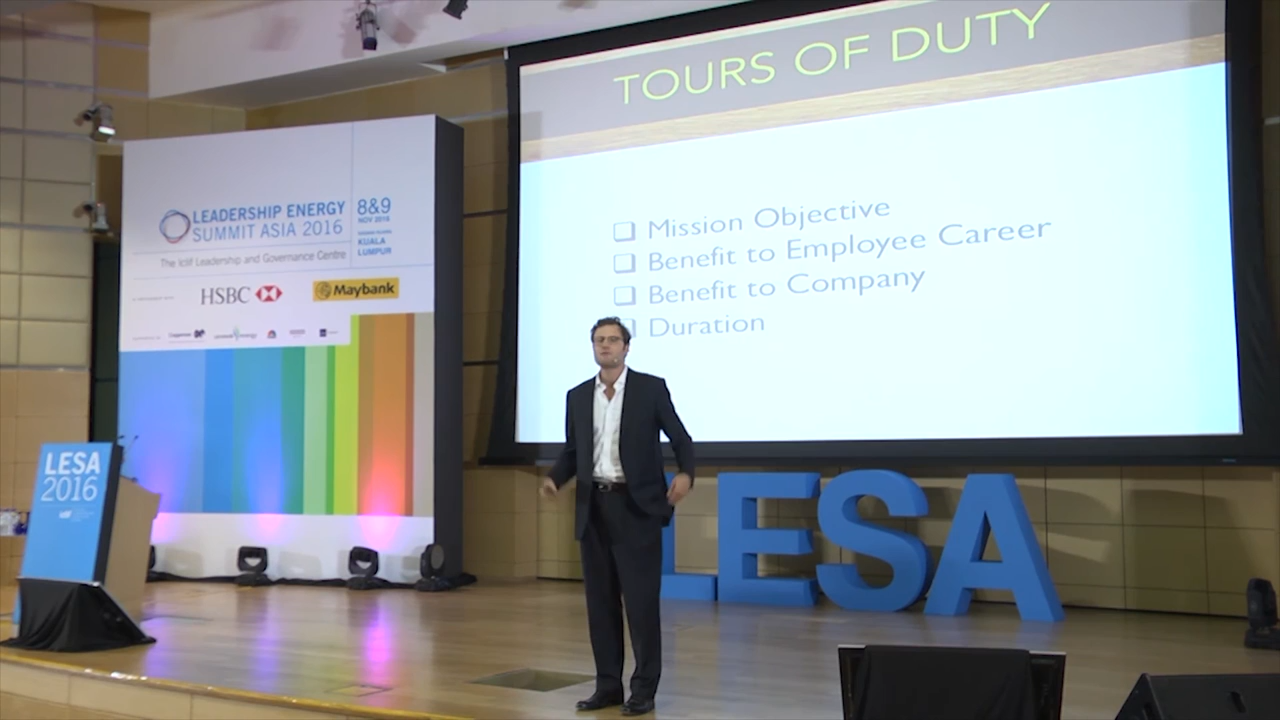 TOURS OF DUTY
Mission Objective
Benefit to Employee Career
Benefit to Company
Duration
LEADERSHIP ENERGY
SUMMIT ASIA 2016
8&9
NOV 2016
KUALA
LUMPUR
The Iclif Leadership and Governance Centre
HSBC
Maybank
LESA
2016
LESA